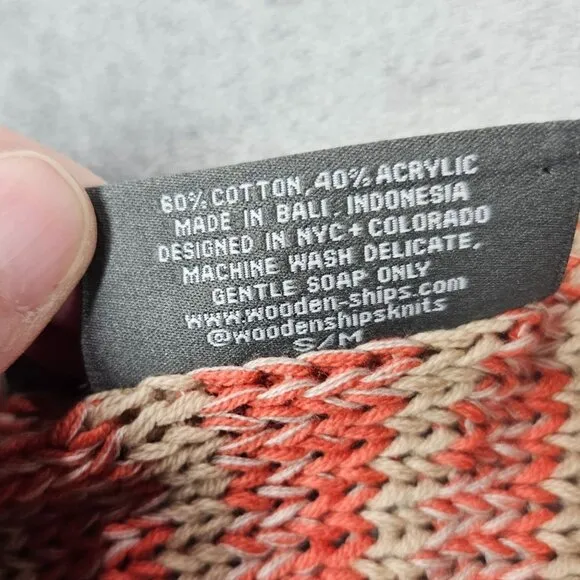 60% COTTON, 40% ACRYLIC
MADE IN BALI, INDONESIA
DESIGNED IN NYC + COLORADO
MACHINE WASH DELICATE.
GENTLE SOAP ONLY
www.wooden-ships.com
@woodenshipsknits
S/M